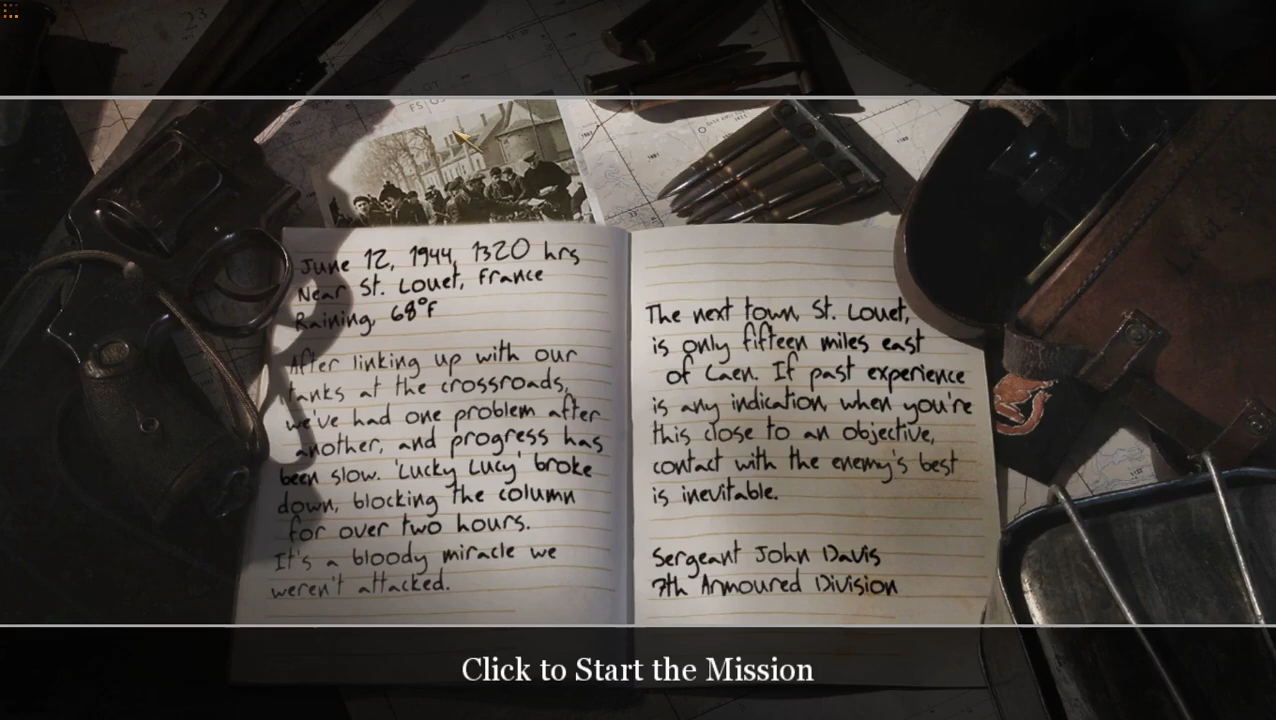 June 12, 1944, 1320 hrs
Near St. Louet, France
Raining, 68°F
After linking up with our
tanks at the crossroads,
we've had one problem after
another, and progress has
been slow. 'Lucky Lucy' broke
down, blocking the column
for over two hours.
It's a bloody miracle we
weren't attacked.
The next town, St. Louet,
is only fifteen miles east
of Caen. If past experience
is any indication, when you're
this close to an objective,
contact with the enemy's best
is inevitable.
Sergeant John Davis
7th Armoured Division
Click to Start the Mission